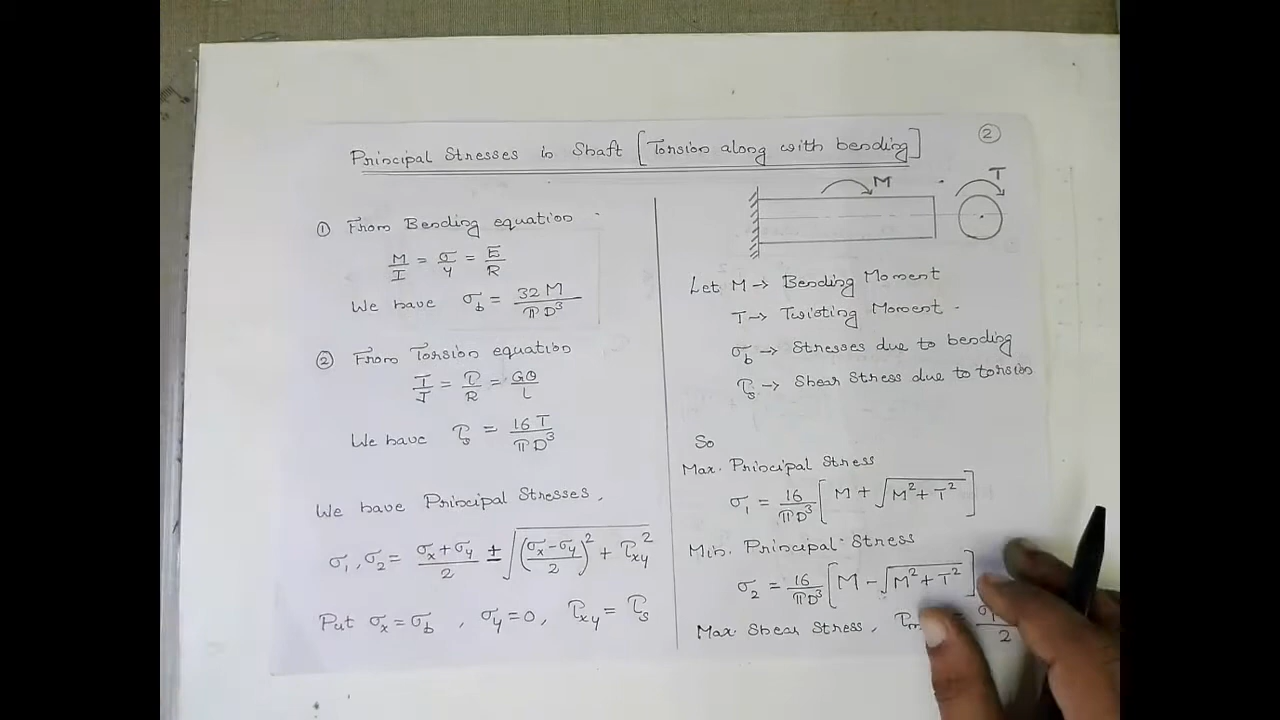 Principal Stresses in Shaft [Torsion along with bending]
②
① From Bending equation
M/I = σ/y = E/R
We have σb = 32 M / πD³
② From Torsion equation
T/J = τ/R = Gθ/L
We have τs = 16 T / πD³
We have Principal Stresses,
σ1, σ2 = (σx+σy)/2 ± √(((σx−σy)/2)² + τxy²)
Put σx = σb , σy = 0, τxy = τs
M
T
Let M → Bending Moment
T → Twisting Moment
σb → Stresses due to bending
τs → Shear Stress due to torsion
So
Max. Principal Stress
σ1 = 16/πD³ [M + √(M² + T²)]
Min. Principal Stress
σ2 = 16/πD³ [M − √(M² + T²)]
Max. Shear Stress, = / 2